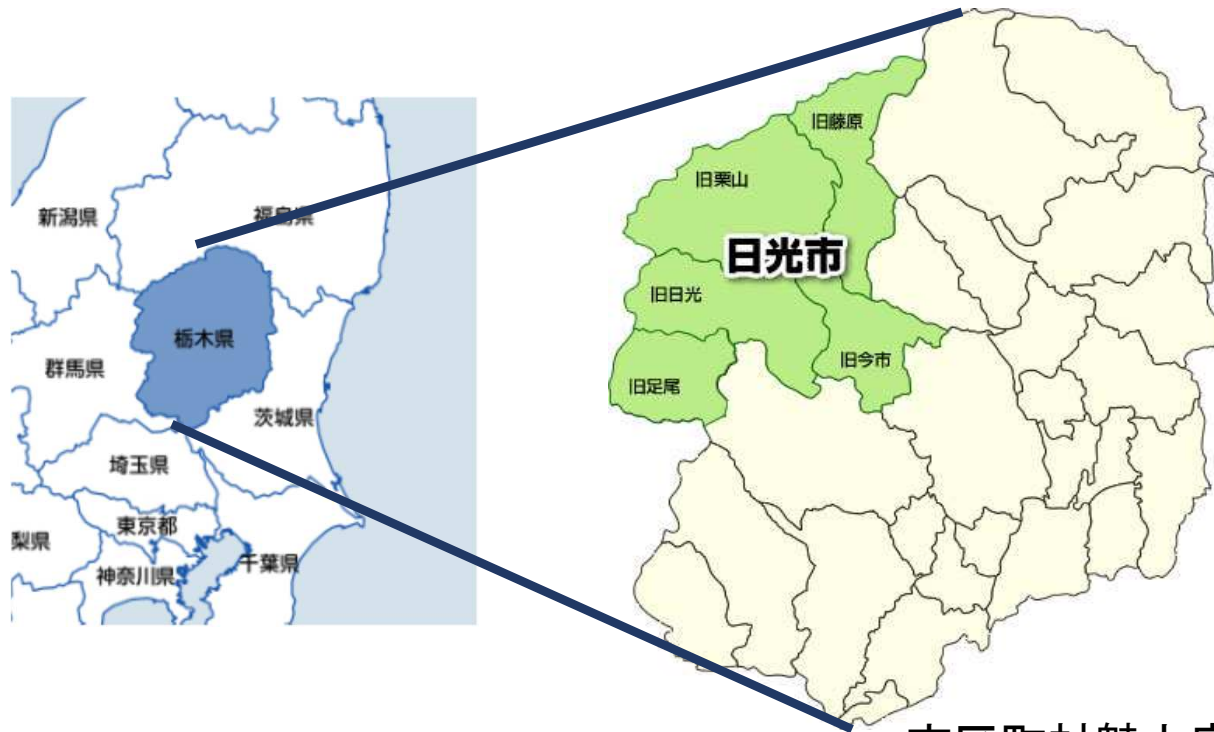 新潟県
福島県
栃木県
群馬県
茨城県
埼玉県
東京都
梨県
千葉県
神奈川県
旧藤原
旧栗山
日光市
旧日光
旧今市
旧足尾